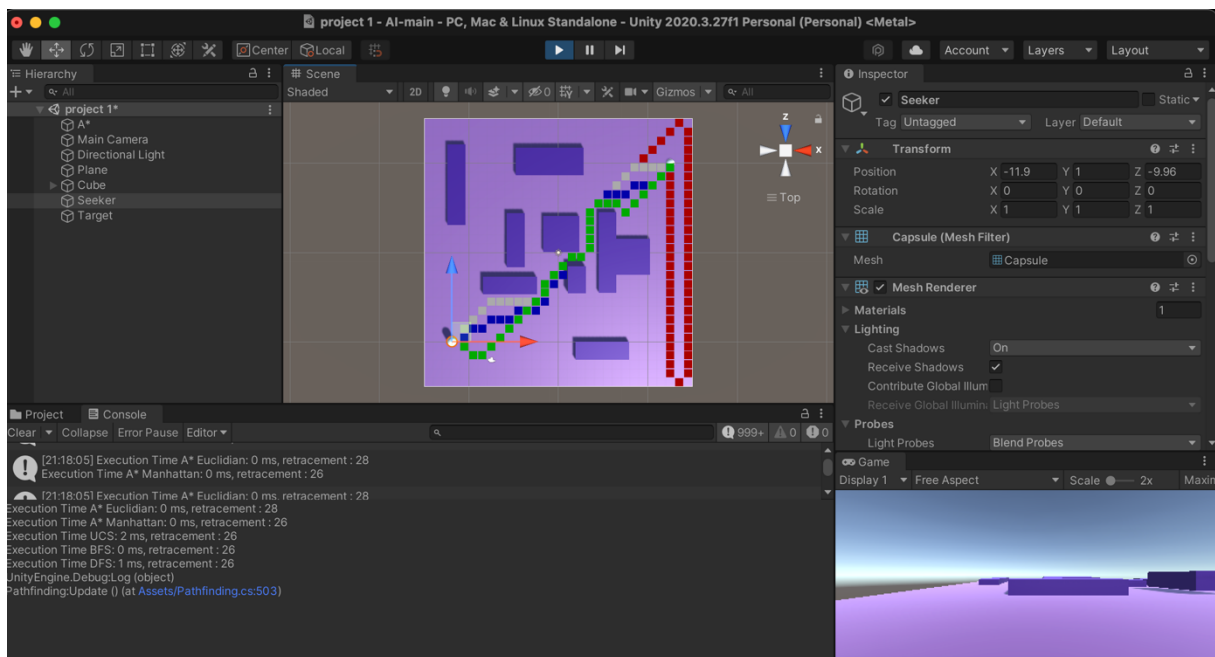 project 1 - AI-main - PC, Mac & Linux Standalone - Unity 2020.3.27f1 Personal (Personal) <Metal>
Center Local Account Layers Layout
Hierarchy
All
project 1*
A*
Main Camera
Directional Light
Plane
Cube
Seeker
Target
Scene
Shaded 2D 0 Gizmos All
z
x
Top
Inspector
Seeker Static
Tag Untagged Layer Default
Transform
Position X -11.9 Y 1 Z -9.96
Rotation X 0 Y 0 Z 0
Scale X 1 Y 1 Z 1
Capsule (Mesh Filter)
Mesh Capsule
Mesh Renderer
Materials 1
Lighting
Cast Shadows On
Receive Shadows
Contribute Global Illum
Receive Global Illumin: Light Probes
Probes
Light Probes Blend Probes
Project Console
Clear Collapse Error Pause Editor 999+ 0 0
[21:18:05] Execution Time A* Euclidian: 0 ms, retracement : 28
Execution Time A* Manhattan: 0 ms, retracement : 26
[21:18:05] Execution Time A* Euclidian: 0 ms, retracement : 28
Execution Time A* Euclidian: 0 ms, retracement : 28
Execution Time A* Manhattan: 0 ms, retracement : 26
Execution Time UCS: 2 ms, retracement : 26
Execution Time BFS: 0 ms, retracement : 26
Execution Time DFS: 1 ms, retracement : 26
UnityEngine.Debug:Log (object)
Pathfinding:Update () (at Assets/Pathfinding.cs:503)
Game
Display 1 Free Aspect Scale 2x Maxin